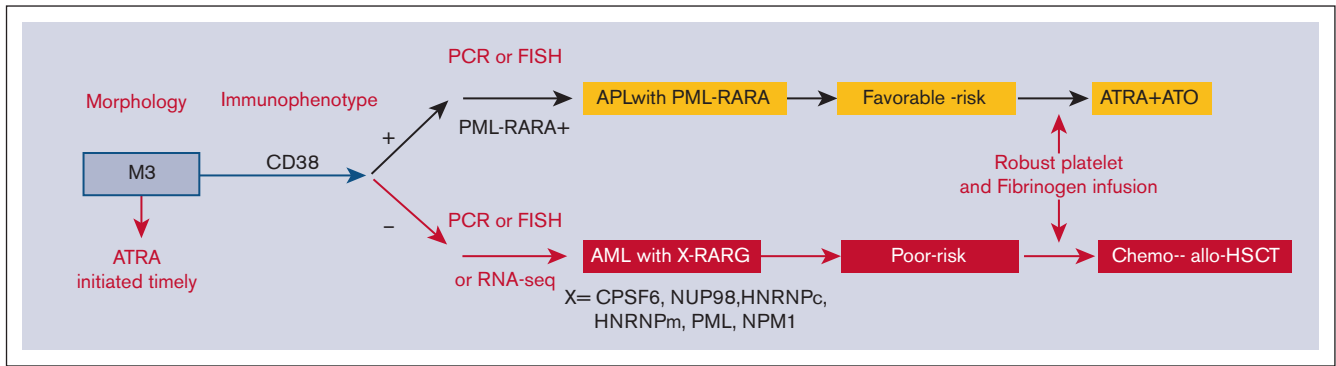 PCR or FISH
Morphology
Immunophenotype
APLwith PML-RARA
Favorable -risk
ATRA+ATO
+
PML-RARA+
M3
CD38
Robust platelet
and Fibrinogen infusion
–
PCR or FISH
ATRA
initiated timely
or RNA-seq
AML with X-RARG
Poor-risk
Chemo-- allo-HSCT
X= CPSF6, NUP98,HNRNPc,
HNRNPm, PML, NPM1